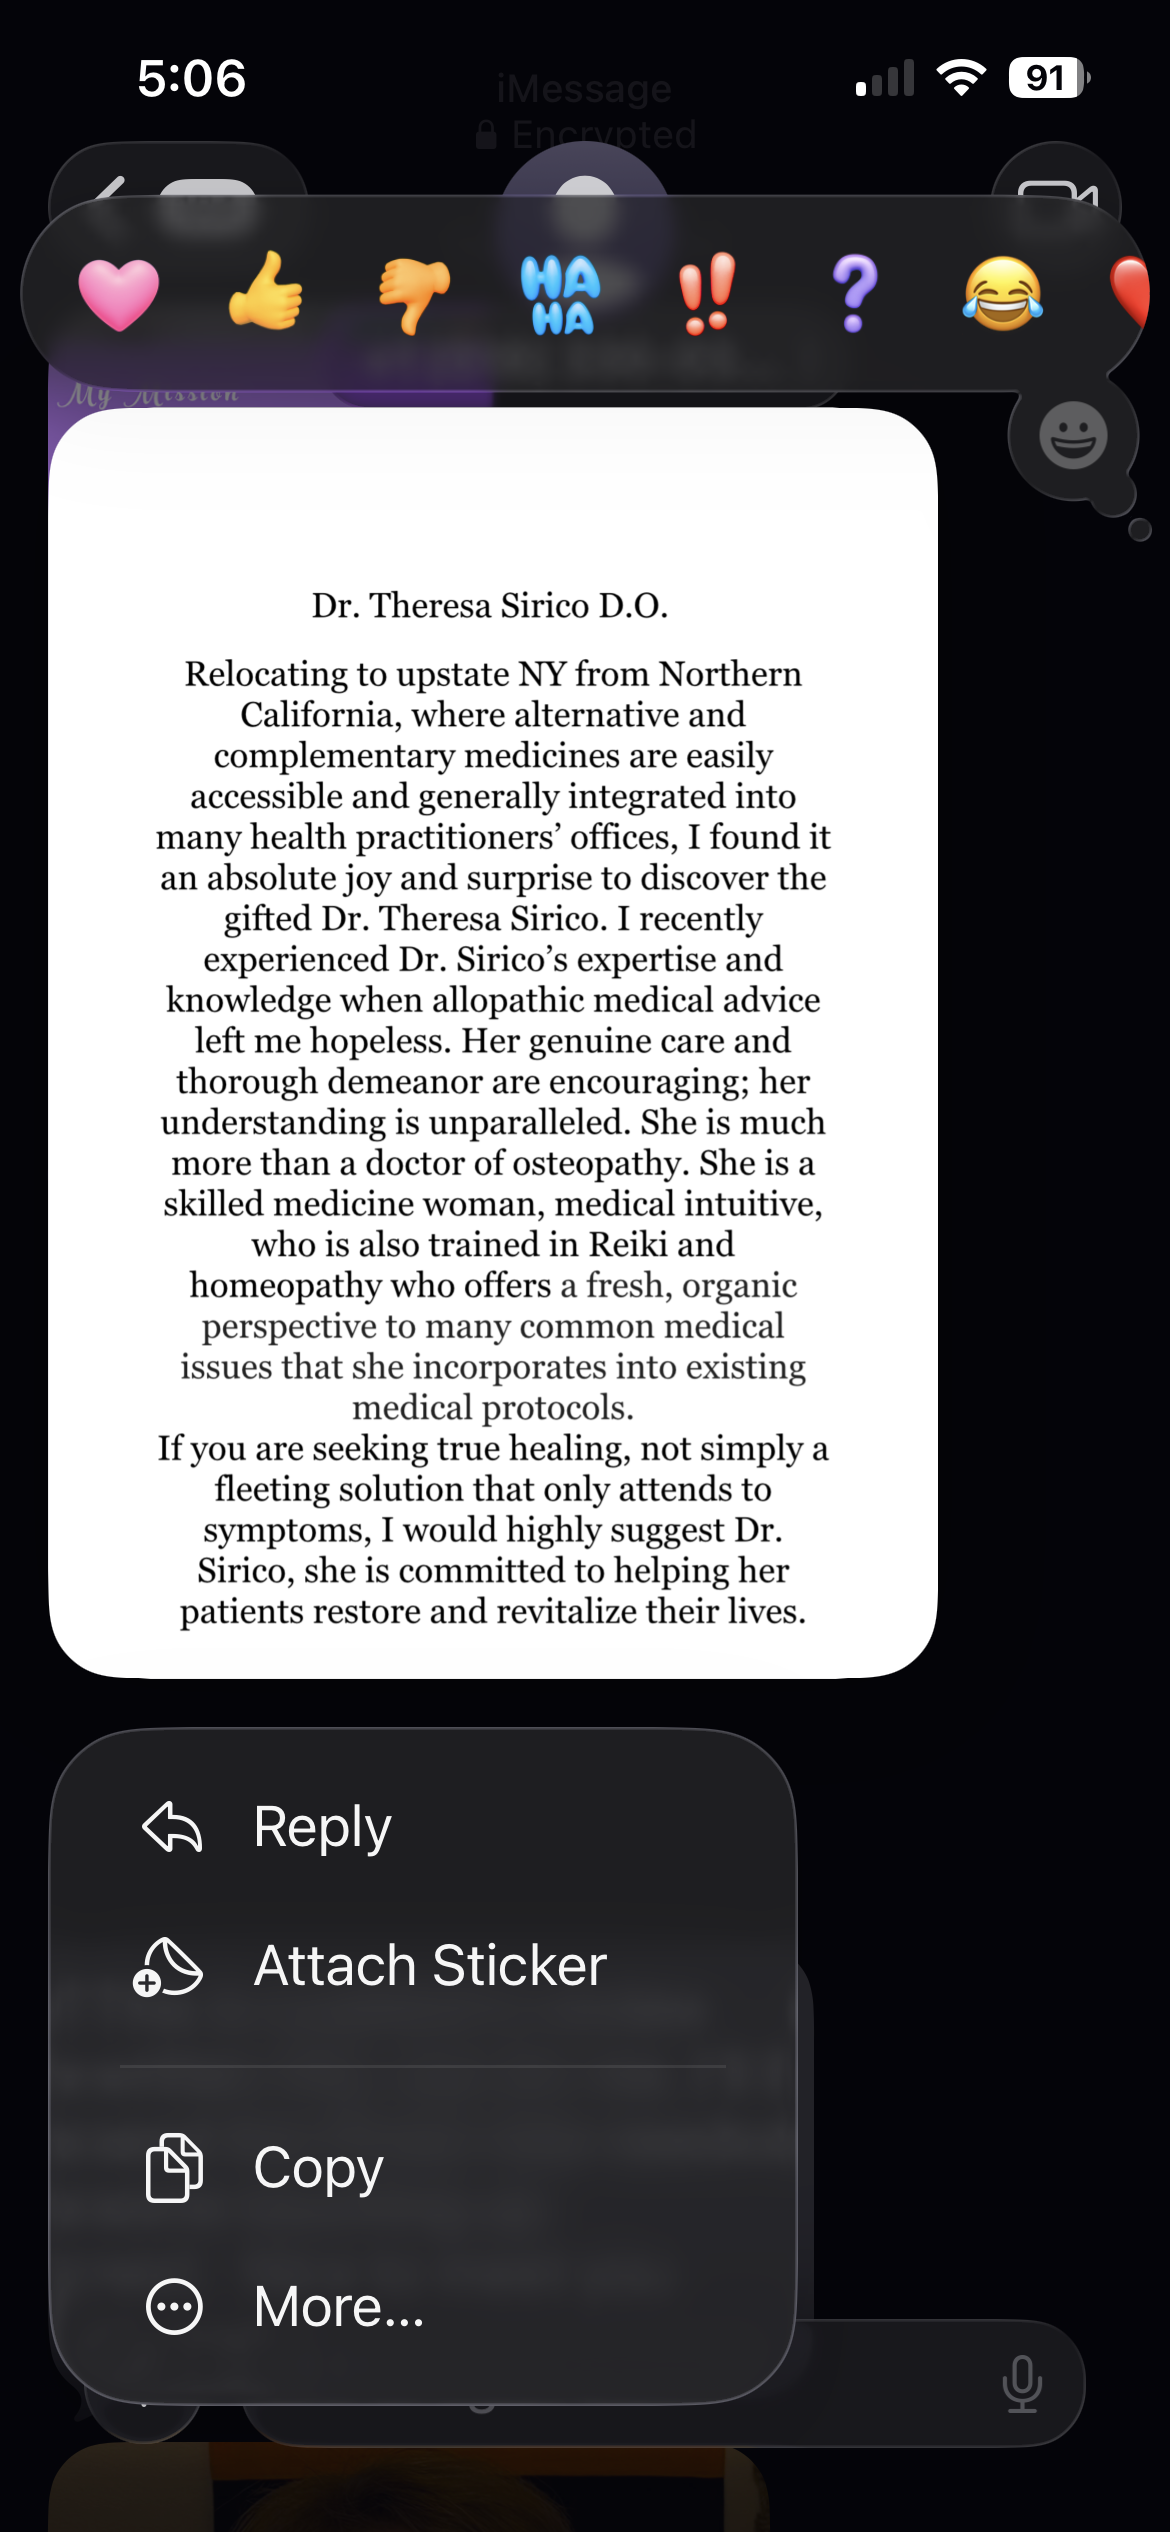 5:06
91
iMessage
Encrypted
HA
HA
My Mission
Dr. Theresa Sirico D.O.
Relocating to upstate NY from Northern
California, where alternative and
complementary medicines are easily
accessible and generally integrated into
many health practitioners’ offices, I found it
an absolute joy and surprise to discover the
gifted Dr. Theresa Sirico. I recently
experienced Dr. Sirico’s expertise and
knowledge when allopathic medical advice
left me hopeless. Her genuine care and
thorough demeanor are encouraging; her
understanding is unparalleled. She is much
more than a doctor of osteopathy. She is a
skilled medicine woman, medical intuitive,
who is also trained in Reiki and
homeopathy who offers a fresh, organic
perspective to many common medical
issues that she incorporates into existing
medical protocols.
If you are seeking true healing, not simply a
fleeting solution that only attends to
symptoms, I would highly suggest Dr.
Sirico, she is committed to helping her
patients restore and revitalize their lives.
Reply
Attach Sticker
Copy
More...